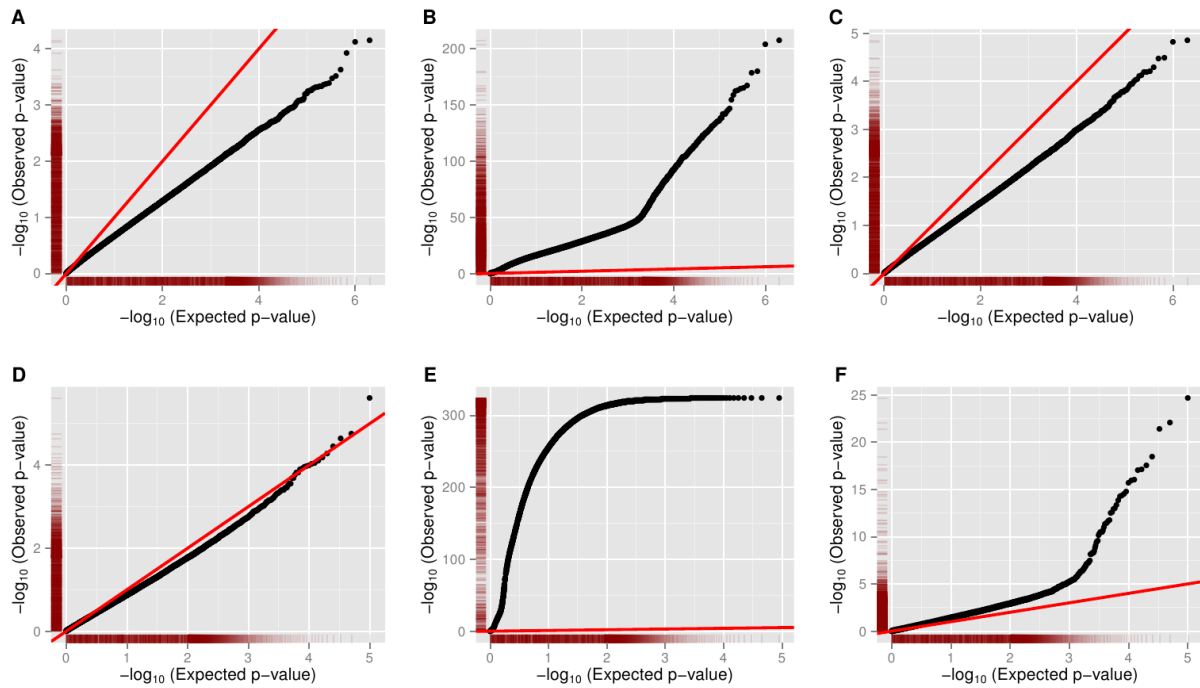 A
B
C
−log₁₀ (Observed p-value)
4
3
2
1
0
0 2 4 6
−log₁₀ (Expected p-value)
−log₁₀ (Observed p-value)
200
150
100
50
0
0 2 4 6
−log₁₀ (Expected p-value)
−log₁₀ (Observed p-value)
5
4
3
2
1
0
0 2 4 6
−log₁₀ (Expected p-value)
D
E
F
−log₁₀ (Observed p-value)
4
2
0
0 1 2 3 4 5
−log₁₀ (Expected p-value)
−log₁₀ (Observed p-value)
300
200
100
0
0 1 2 3 4 5
−log₁₀ (Expected p-value)
−log₁₀ (Observed p-value)
25
20
15
10
5
0
0 1 2 3 4 5
−log₁₀ (Expected p-value)